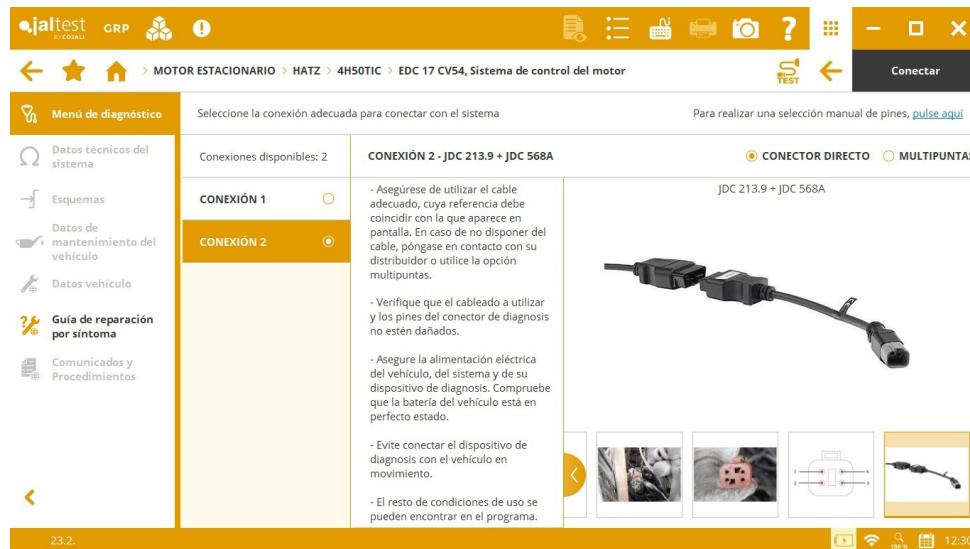 jaltest GRP
BY COJALI
TEST
> MOTOR ESTACIONARIO > HATZ > 4H50TIC > EDC 17 CV54, Sistema de control del motor
Conectar
Menú de diagnóstico
Seleccione la conexión adecuada para conectar con el sistema
Para realizar una selección manual de pines, pulse aquí
Datos técnicos del
sistema
Esquemas
Datos de
mantenimiento del
vehículo
Datos vehículo
Guía de reparación
por síntoma
Comunicados y
Procedimientos
Conexiones disponibles: 2
CONEXIÓN 1
CONEXIÓN 2
CONEXIÓN 2 - JDC 213.9 + JDC 568A
CONECTOR DIRECTO
MULTIPUNTAS
- Asegúrese de utilizar el cable
adecuado, cuya referencia debe
coincidir con la que aparece en
pantalla. En caso de no disponer del
cable, póngase en contacto con su
distribuidor o utilice la opción
multipuntas.
- Verifique que el cableado a utilizar
y los pines del conector de diagnosis
no estén dañados.
- Asegure la alimentación eléctrica
del vehículo, del sistema y de su
dispositivo de diagnosis. Compruebe
que la batería del vehículo está en
perfecto estado.
- Evite conectar el dispositivo de
diagnosis con el vehículo en
movimiento.
- El resto de condiciones de uso se
pueden encontrar en el programa.
JDC 213.9 + JDC 568A
23.2.
100 %
12:30